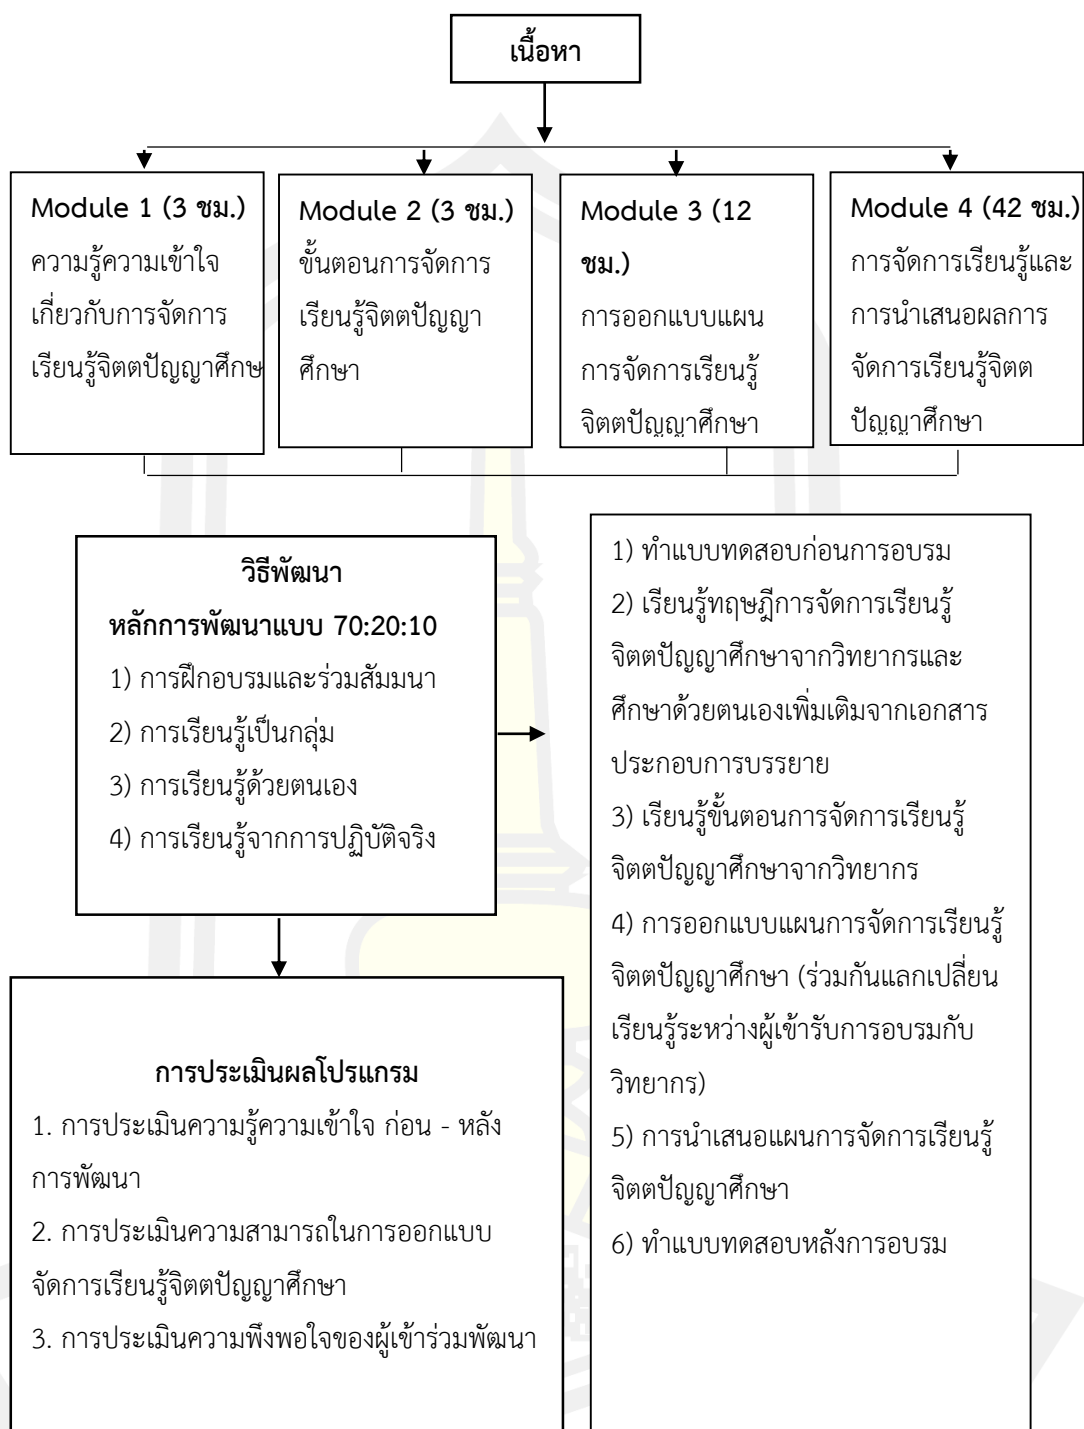 เนื้อหา
Module 1 (3 ชม.)
ความรู้ความเข้าใจ
เกี่ยวกับการจัดการ
เรียนรู้จิตตปัญญาศึกษ
Module 2 (3 ชม.)
ขั้นตอนการจัดการ
เรียนรู้จิตตปัญญา
ศึกษา
Module 3 (12
ชม.)
การออกแบบแผน
การจัดการเรียนรู้
จิตตปัญญาศึกษา
Module 4 (42 ชม.)
การจัดการเรียนรู้และ
การนำเสนอผลการ
จัดการเรียนรู้จิตต
ปัญญาศึกษา
วิธีพัฒนา
หลักการพัฒนาแบบ 70:20:10
1) การฝึกอบรมและร่วมสัมมนา
2) การเรียนรู้เป็นกลุ่ม
3) การเรียนรู้ด้วยตนเอง
4) การเรียนรู้จากการปฏิบัติจริง
1) ทำแบบทดสอบก่อนการอบรม
2) เรียนรู้ทฤษฎีการจัดการเรียนรู้
จิตตปัญญาศึกษาจากวิทยากรและ
ศึกษาด้วยตนเองเพิ่มเติมจากเอกสาร
ประกอบการบรรยาย
3) เรียนรู้ขั้นตอนการจัดการเรียนรู้
จิตตปัญญาศึกษาจากวิทยากร
4) การออกแบบแผนการจัดการเรียนรู้
จิตตปัญญาศึกษา (ร่วมกันแลกเปลี่ยน
เรียนรู้ระหว่างผู้เข้ารับการอบรมกับ
วิทยากร)
5) การนำเสนอแผนการจัดการเรียนรู้
จิตตปัญญาศึกษา
6) ทำแบบทดสอบหลังการอบรม
การประเมินผลโปรแกรม
1. การประเมินความรู้ความเข้าใจ ก่อน - หลัง
การพัฒนา
2. การประเมินความสามารถในการออกแบบ
จัดการเรียนรู้จิตตปัญญาศึกษา
3. การประเมินความพึงพอใจของผู้เข้าร่วมพัฒนา